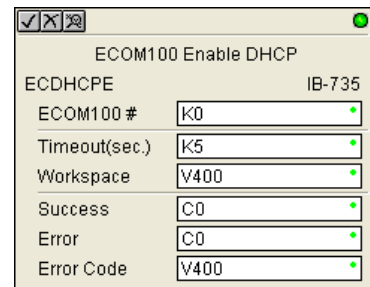 ECOM100 Enable DHCP
ECDHCPE IB-735
ECOM100 # K0
Timeout(sec.) K5
Workspace V400
Success C0
Error C0
Error Code V400